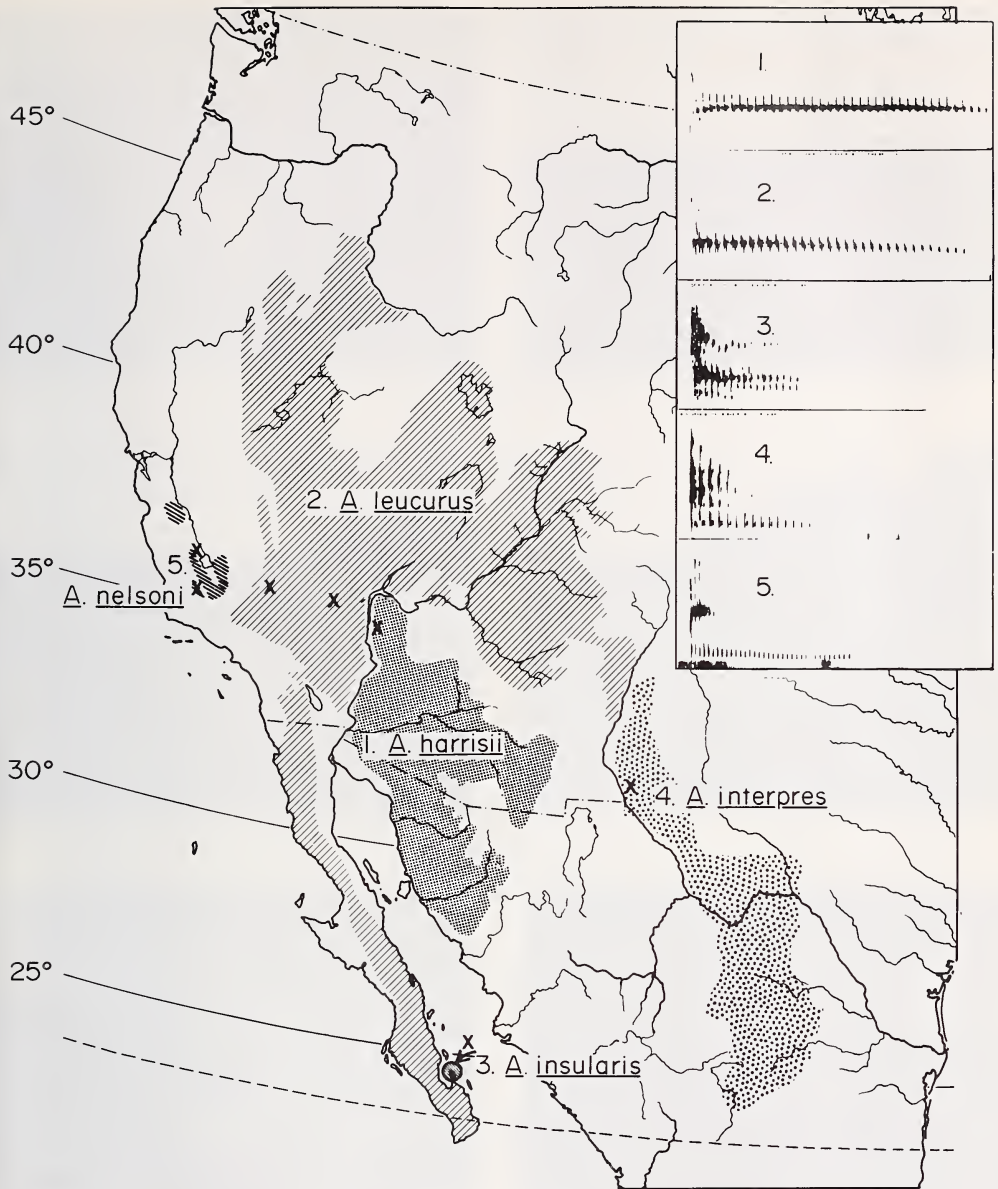 45°
40°
35°
30°
25°
2. A. leucurus
5.
A. nelsoni
X
X
X
X
X
1. A. harrisii
X
4. A. interpres
X
3. A. insularis
1.
2.
3.
4.
5.